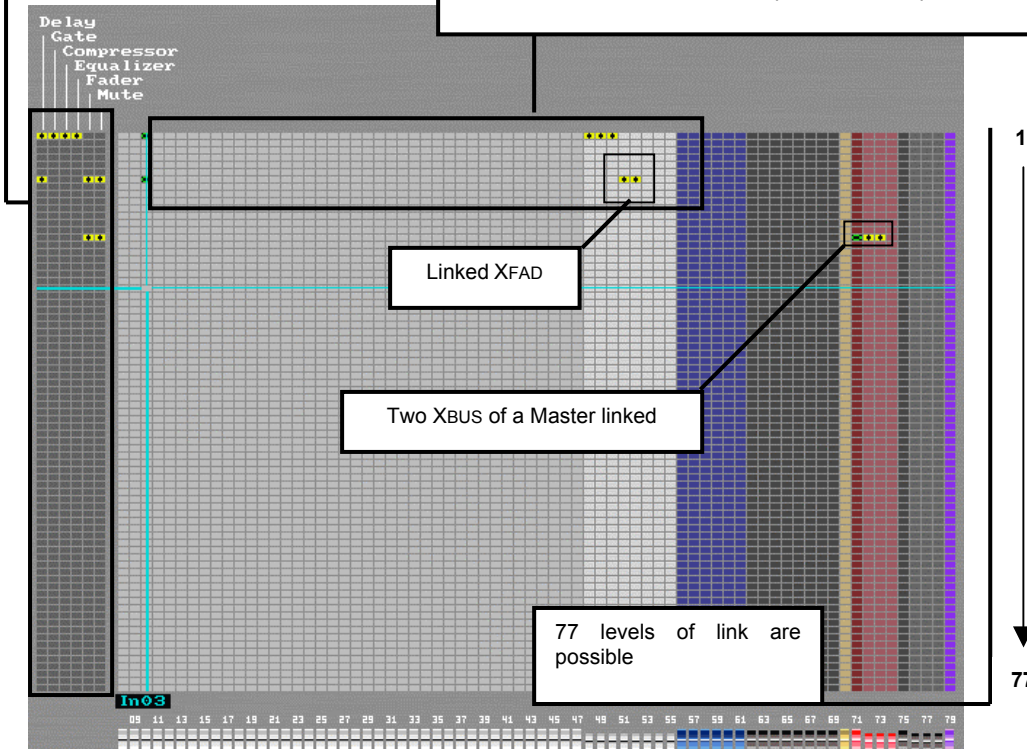 Delay
Gate
Compressor
Equalizer
Fader
Mute
1
Linked XFAD
Two XBUS of a Master linked
77 levels of link are
possible
77
In03
09 11 13 15 17 19 21 23 25 27 29 31 33 35 37 39 41 43 45 47 49 51 53 55 57 59 61 63 65 67 69 71 73 75 77 79